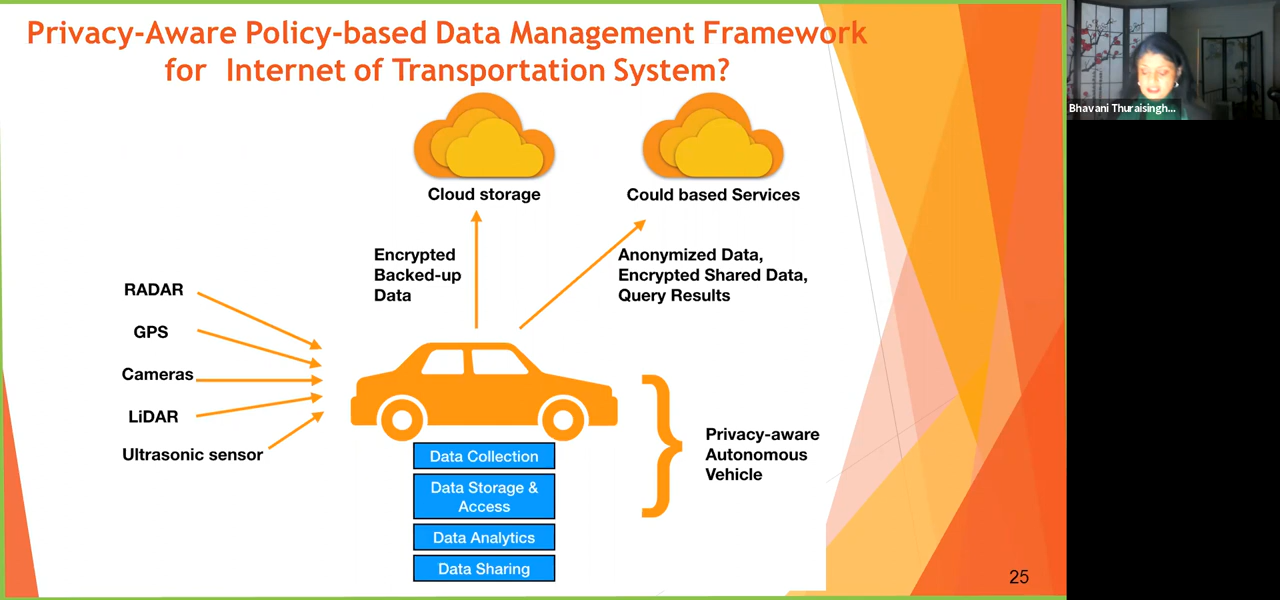 Privacy-Aware Policy-based Data Management Framework
for Internet of Transportation System?
Bhavani Thuraisingh...
Cloud storage
Could based Services
Encrypted
Backed-up
Data
Anonymized Data,
Encrypted Shared Data,
Query Results
RADAR
GPS
Cameras
LiDAR
Ultrasonic sensor
Privacy-aware
Autonomous
Vehicle
Data Collection
Data Storage &
Access
Data Analytics
Data Sharing
25